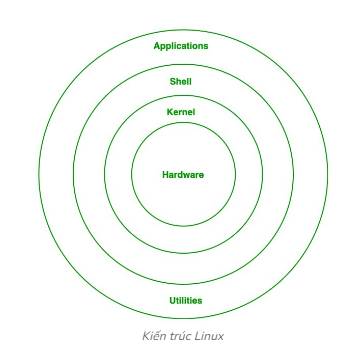 Applications
Shell
Kernel
Hardware
Utilities
Kiến trúc Linux